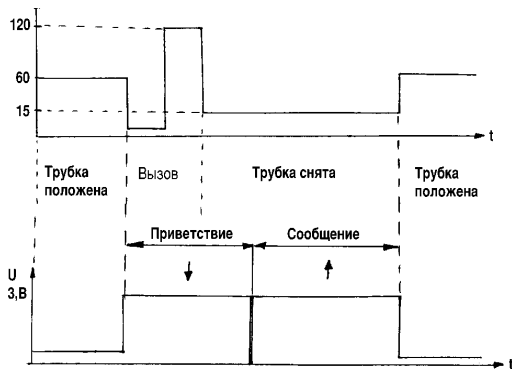 120
60
15
t
Трубка положена
Вызов
Трубка снята
Трубка положена
Приветствие
Сообщение
U
3,В
t